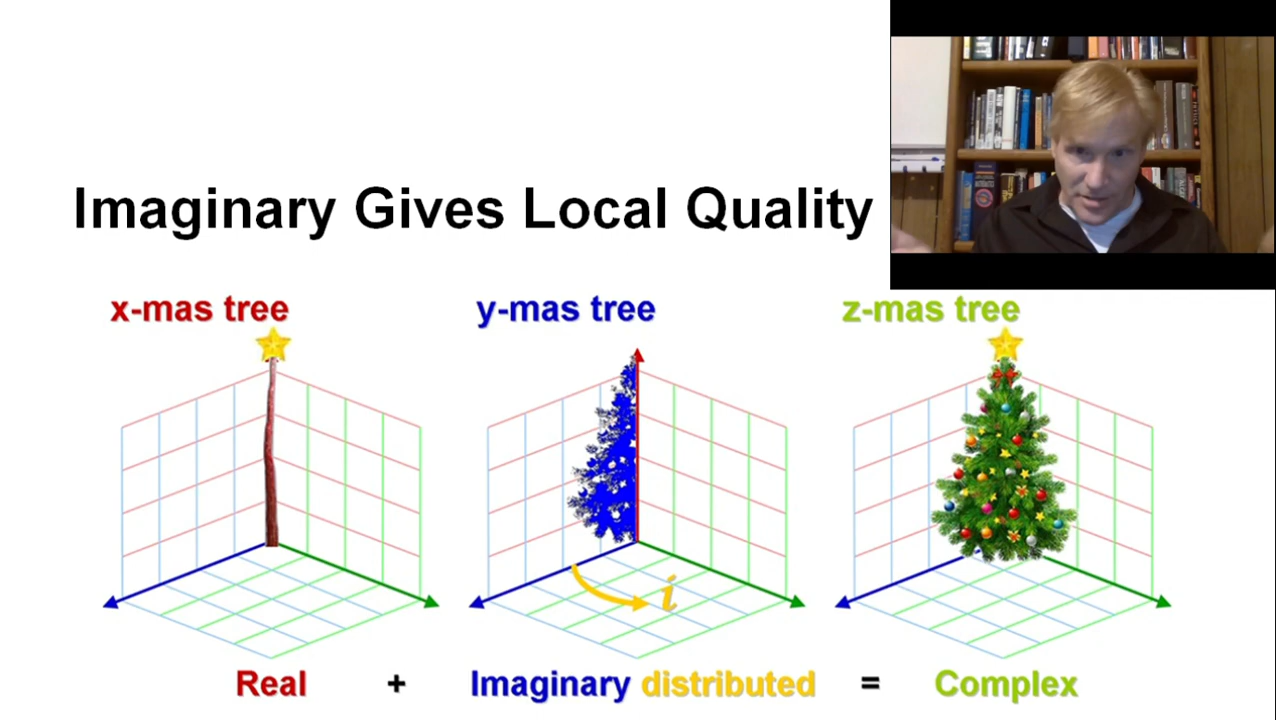 Imaginary Gives Local Quality
x-mas tree y-mas tree z-mas tree
i
Real + Imaginary distributed = Complex